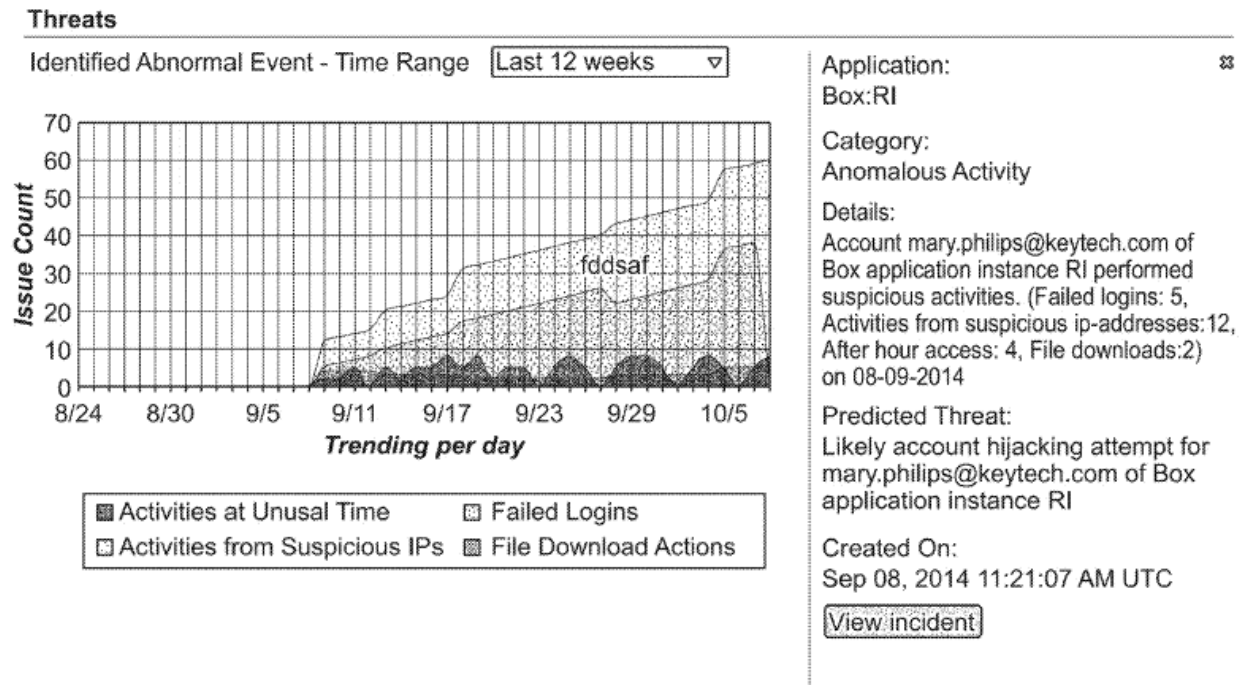 Threats
Identified Abnormal Event - Time Range
Last 12 weeks
70
60
50
40
30
20
10
0
Issue Count
fddsaf
8/24 8/30 9/5 9/11 9/17 9/23 9/29 10/5
Trending per day
Activities at Unusal Time
Failed Logins
Activities from Suspicious IPs
File Download Actions
Application:
Box:RI
Category:
Anomalous Activity
Details:
Account mary.philips@keytech.com of
Box application instance RI performed
suspicious activities. (Failed logins: 5,
Activities from suspicious ip-addresses:12,
After hour access: 4, File downloads:2)
on 08-09-2014
Predicted Threat:
Likely account hijacking attempt for
mary.philips@keytech.com of Box
application instance RI
Created On:
Sep 08, 2014 11:21:07 AM UTC
View incident